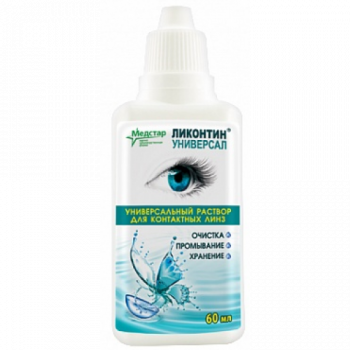 Медстар
ЛИКОНТИН®
УНИВЕРСАЛ
УНИВЕРСАЛЬНЫЙ РАСТВОР
ДЛЯ КОНТАКТНЫХ ЛИНЗ
ОЧИСТКА
ПРОМЫВАНИЕ
ХРАНЕНИЕ
60 мл